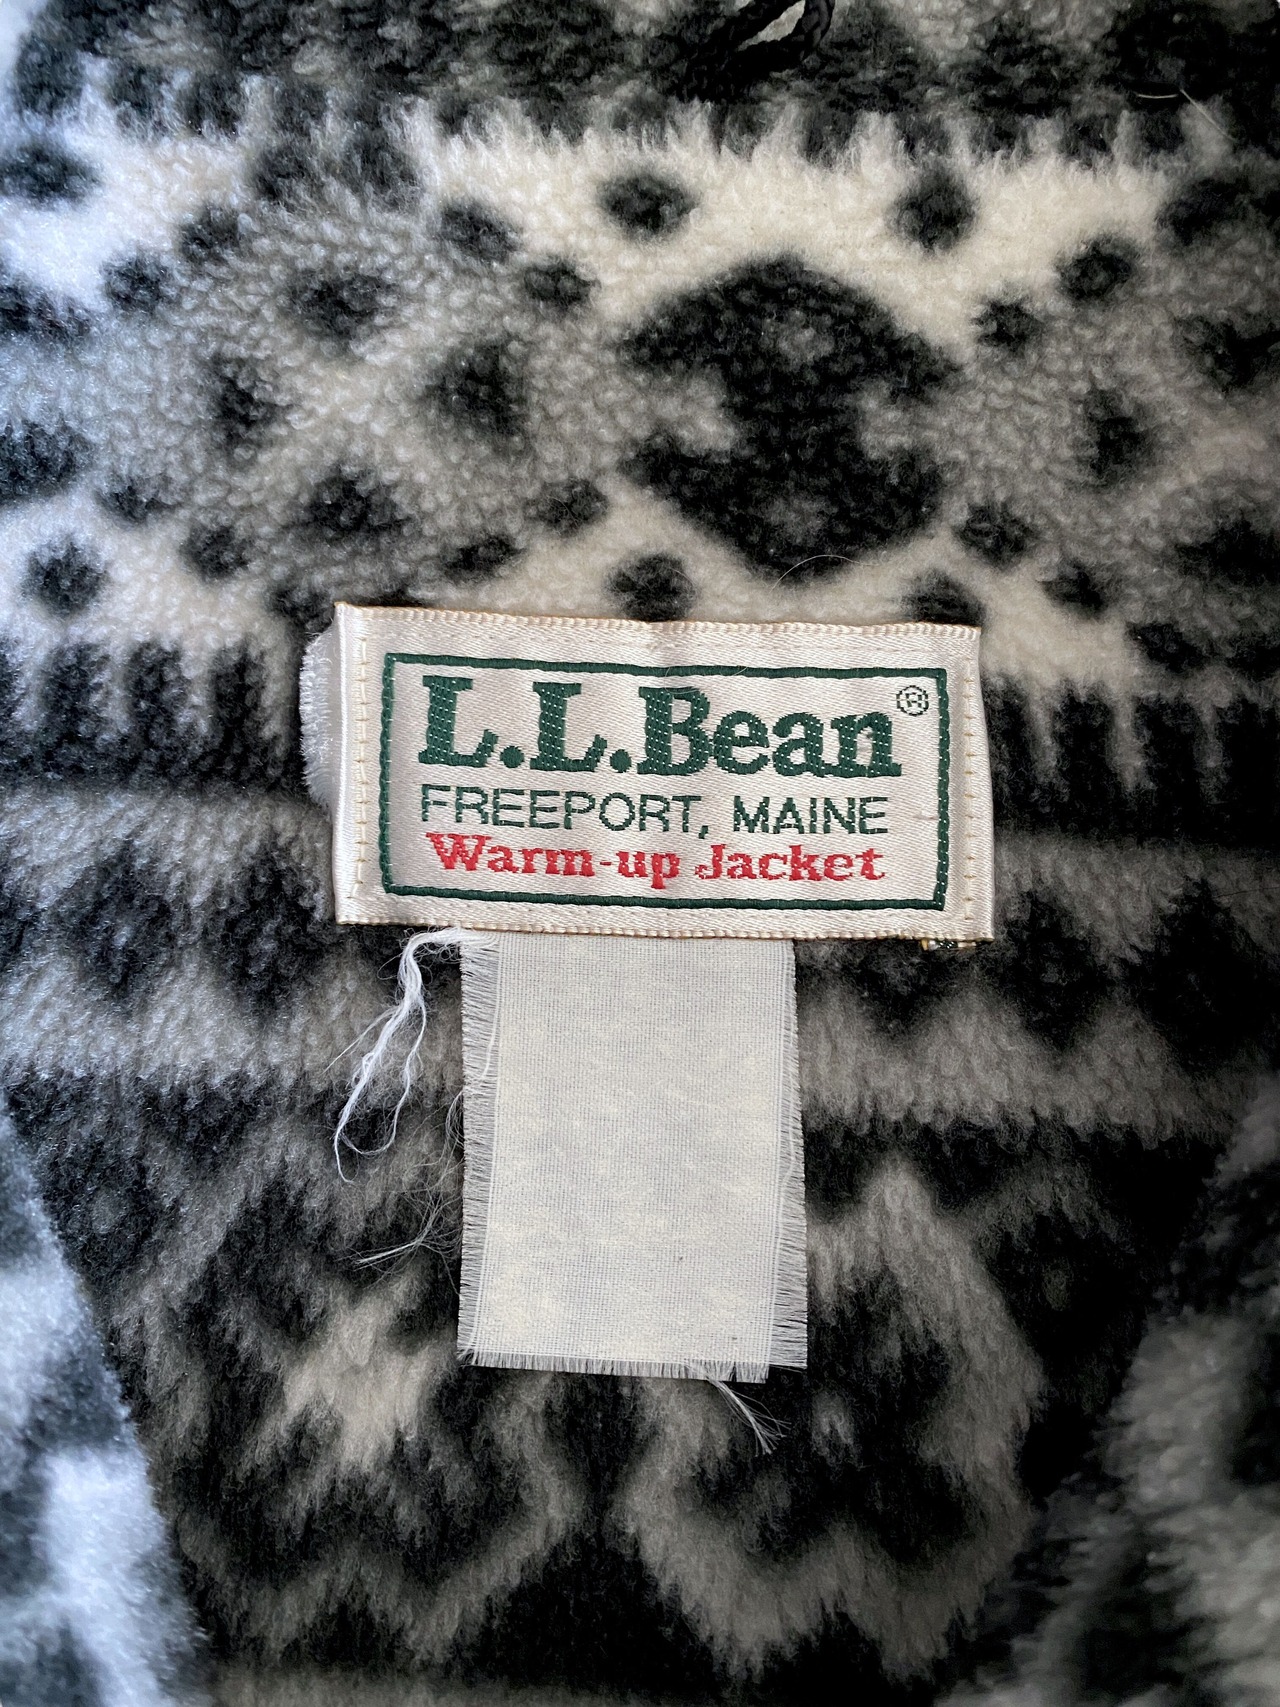 L.L.Bean®
FREEPORT, MAINE
Warm-up Jacket